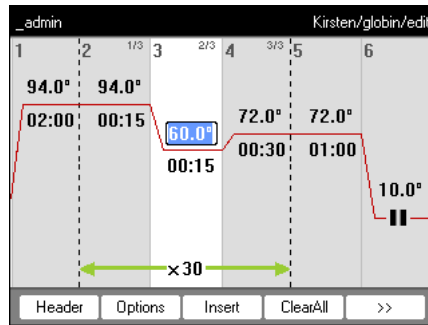 _admin Kirsten/globin/edit
1 2 1/3 3 2/3 4 3/3 5 6
94.0° 94.0°
02:00 00:15
60.0°
00:15
72.0° 72.0°
00:30 01:00
10.0°
×30
Header Options Insert ClearAll >>